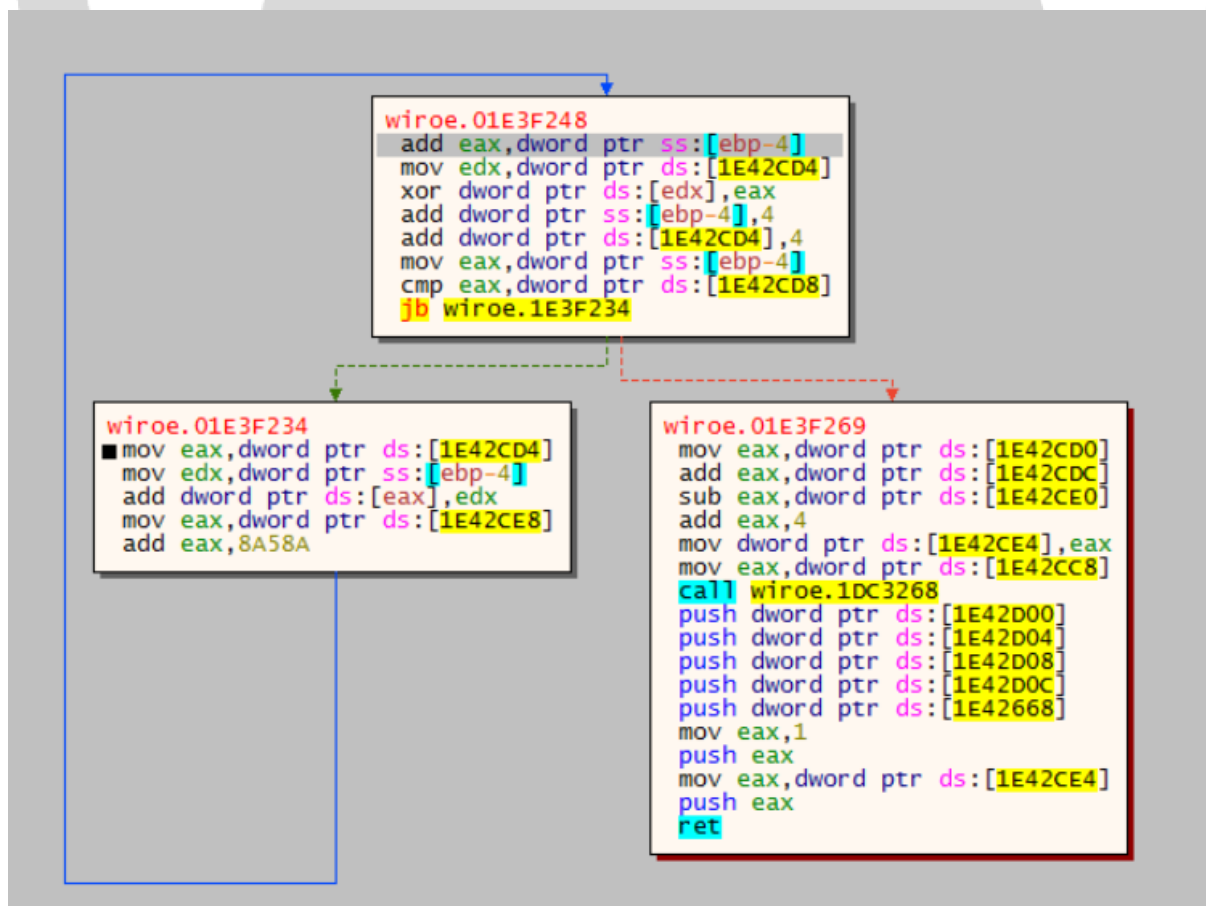 wiroe.01E3F248
add eax,dword ptr ss:[ebp-4]
mov edx,dword ptr ds:[1E42CD4]
xor dword ptr ds:[edx],eax
add dword ptr ss:[ebp-4],4
add dword ptr ds:[1E42CD4],4
mov eax,dword ptr ss:[ebp-4]
cmp eax,dword ptr ds:[1E42CD8]
jb wiroe.1E3F234
wiroe.01E3F234
mov eax,dword ptr ds:[1E42CD4]
mov edx,dword ptr ss:[ebp-4]
add dword ptr ds:[eax],edx
mov eax,dword ptr ds:[1E42CE8]
add eax,8A58A
wiroe.01E3F269
mov eax,dword ptr ds:[1E42CD0]
add eax,dword ptr ds:[1E42CDC]
sub eax,dword ptr ds:[1E42CE0]
add eax,4
mov dword ptr ds:[1E42CE4],eax
mov eax,dword ptr ds:[1E42CC8]
call wiroe.1DC3268
push dword ptr ds:[1E42D00]
push dword ptr ds:[1E42D04]
push dword ptr ds:[1E42D08]
push dword ptr ds:[1E42D0C]
push dword ptr ds:[1E42668]
mov eax,1
push eax
mov eax,dword ptr ds:[1E42CE4]
push eax
ret